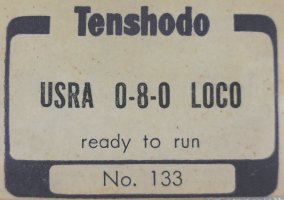 Tenshodo
USRA 0-8-0 LOCO
ready to run
No. 133